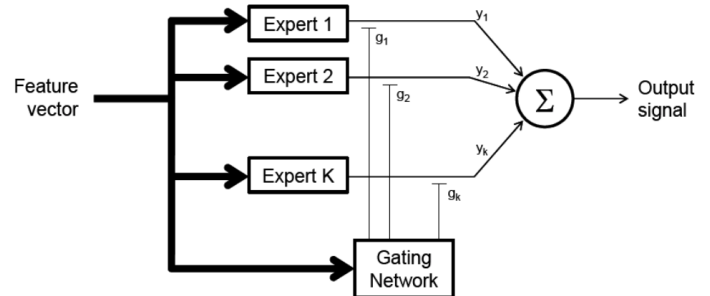 Expert 1
y₁
g₁
Expert 2
y₂
g₂
Feature
vector
Σ
Output
signal
Expert K
yₖ
gₖ
Gating
Network